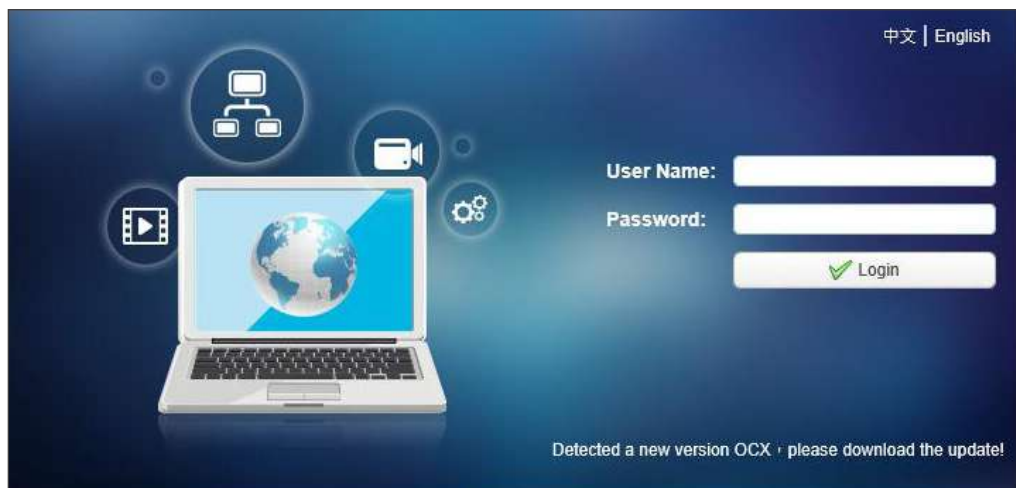 中文 | English
User Name:
Password:
Login
Detected a new version OCX，please download the update!